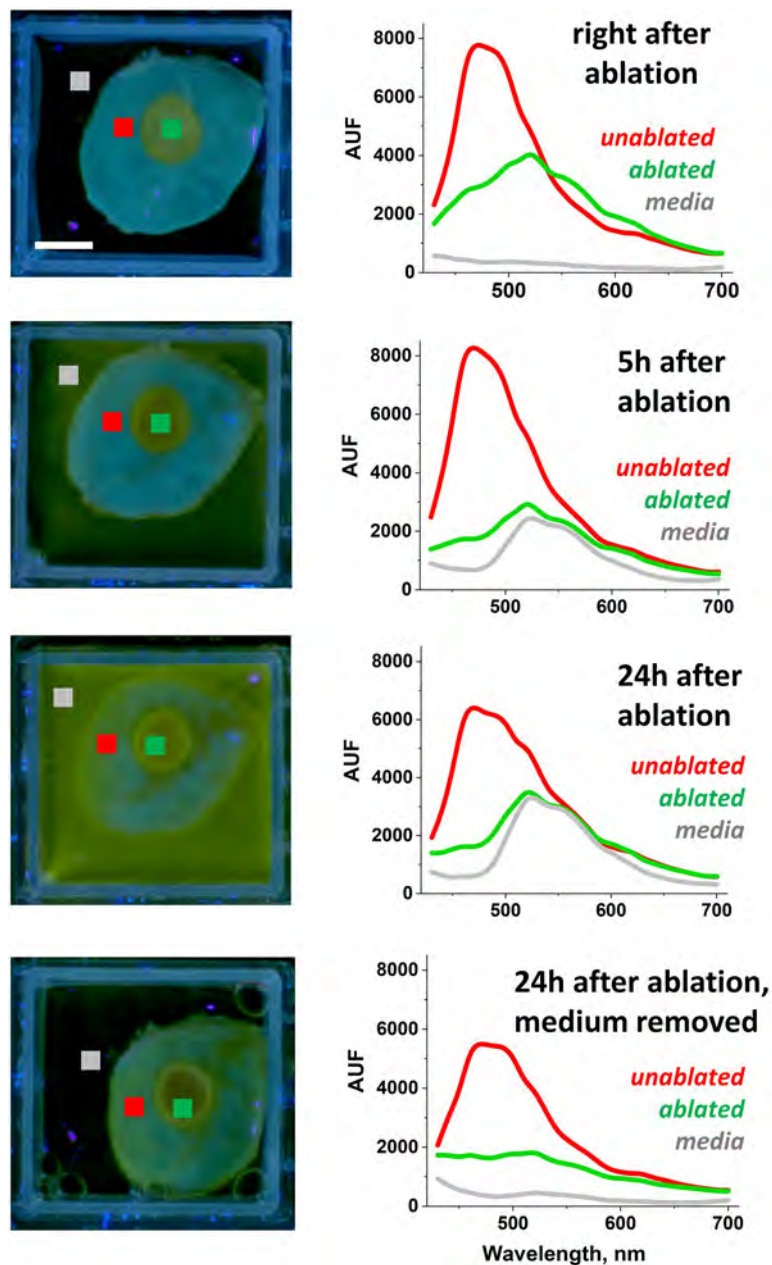 right after
ablation
AUF
8000
6000
4000
2000
0
unablated
ablated
media
500
600
700
5h after
ablation
AUF
8000
6000
4000
2000
0
unablated
ablated
media
500
600
700
24h after
ablation
AUF
8000
6000
4000
2000
0
unablated
ablated
media
500
600
700
24h after ablation,
medium removed
AUF
8000
6000
4000
2000
0
unablated
ablated
media
500
600
700
Wavelength, nm